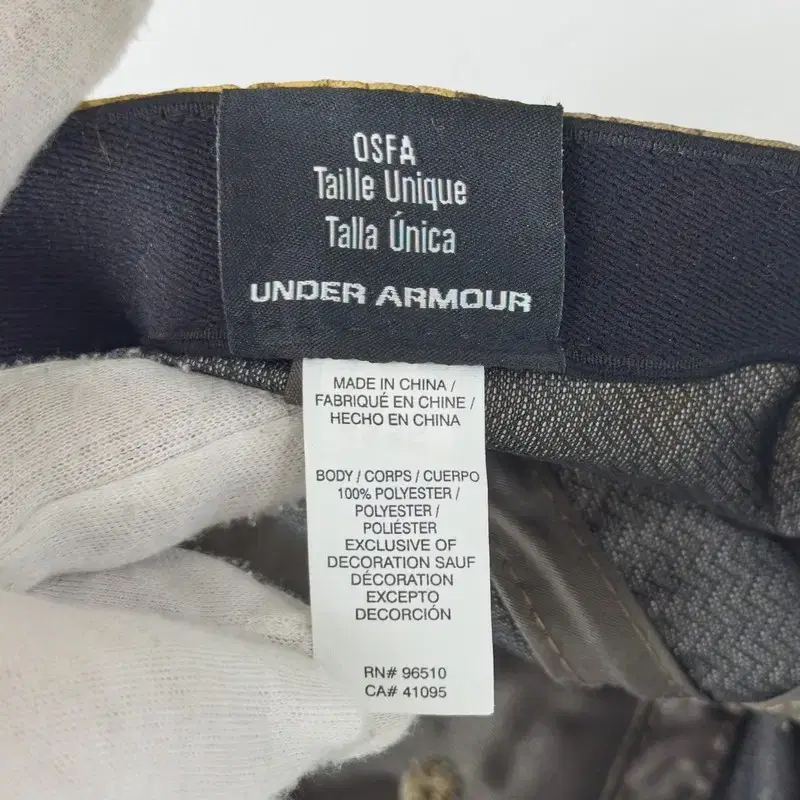 OSFA
Taille Unique
Talla Única
UNDER ARMOUR
MADE IN CHINA /
FABRIQUÉ EN CHINE /
HECHO EN CHINA
BODY / CORPS / CUERPO
100% POLYESTER /
POLYESTER /
POLIÉSTER
EXCLUSIVE OF
DECORATION SAUF
DÉCORATION
EXCEPTO
DECORCIÓN
RN# 96510
CA# 41095